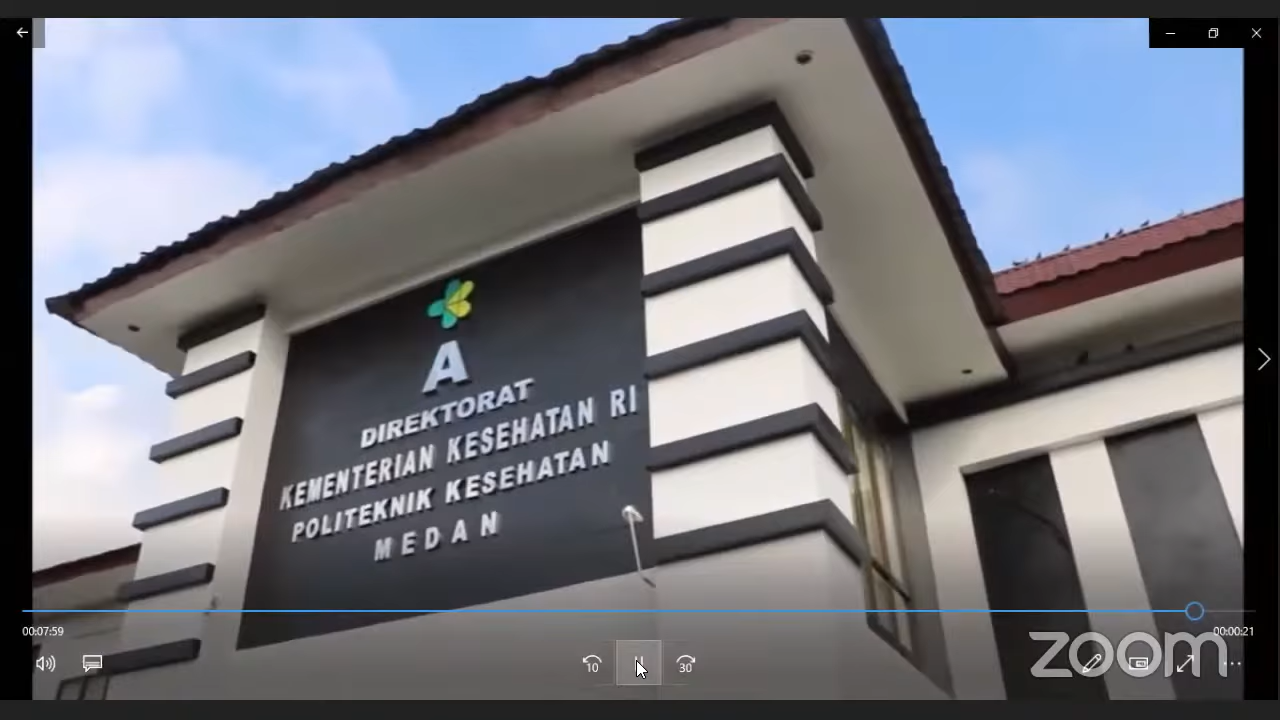 A
DIREKTORAT
KEMENTERIAN KESEHATAN RI
POLITEKNIK KESEHATAN
MEDAN
00:07:59
00:00:21
10
30
zoom